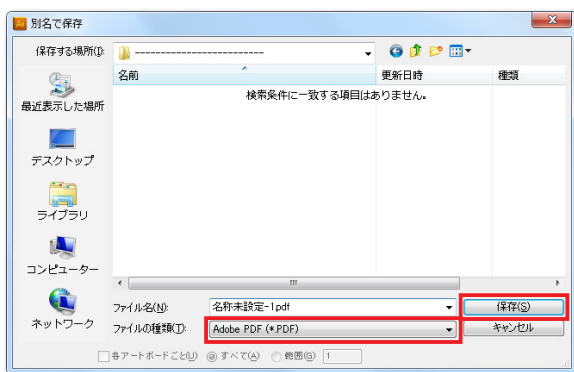 Ai 別名で保存
保存する場所(I):
--------------------------
名前 更新日時 種類
検索条件に一致する項目はありません。
最近表示した場所
デスクトップ
ライブラリ
コンピューター
ネットワーク
ファイル名(N): 名称未設定-1pdf 保存(S)
ファイルの種類(T): Adobe PDF (*.PDF) キャンセル
各アートボードごと(U) すべて(A) 範囲(G) 1